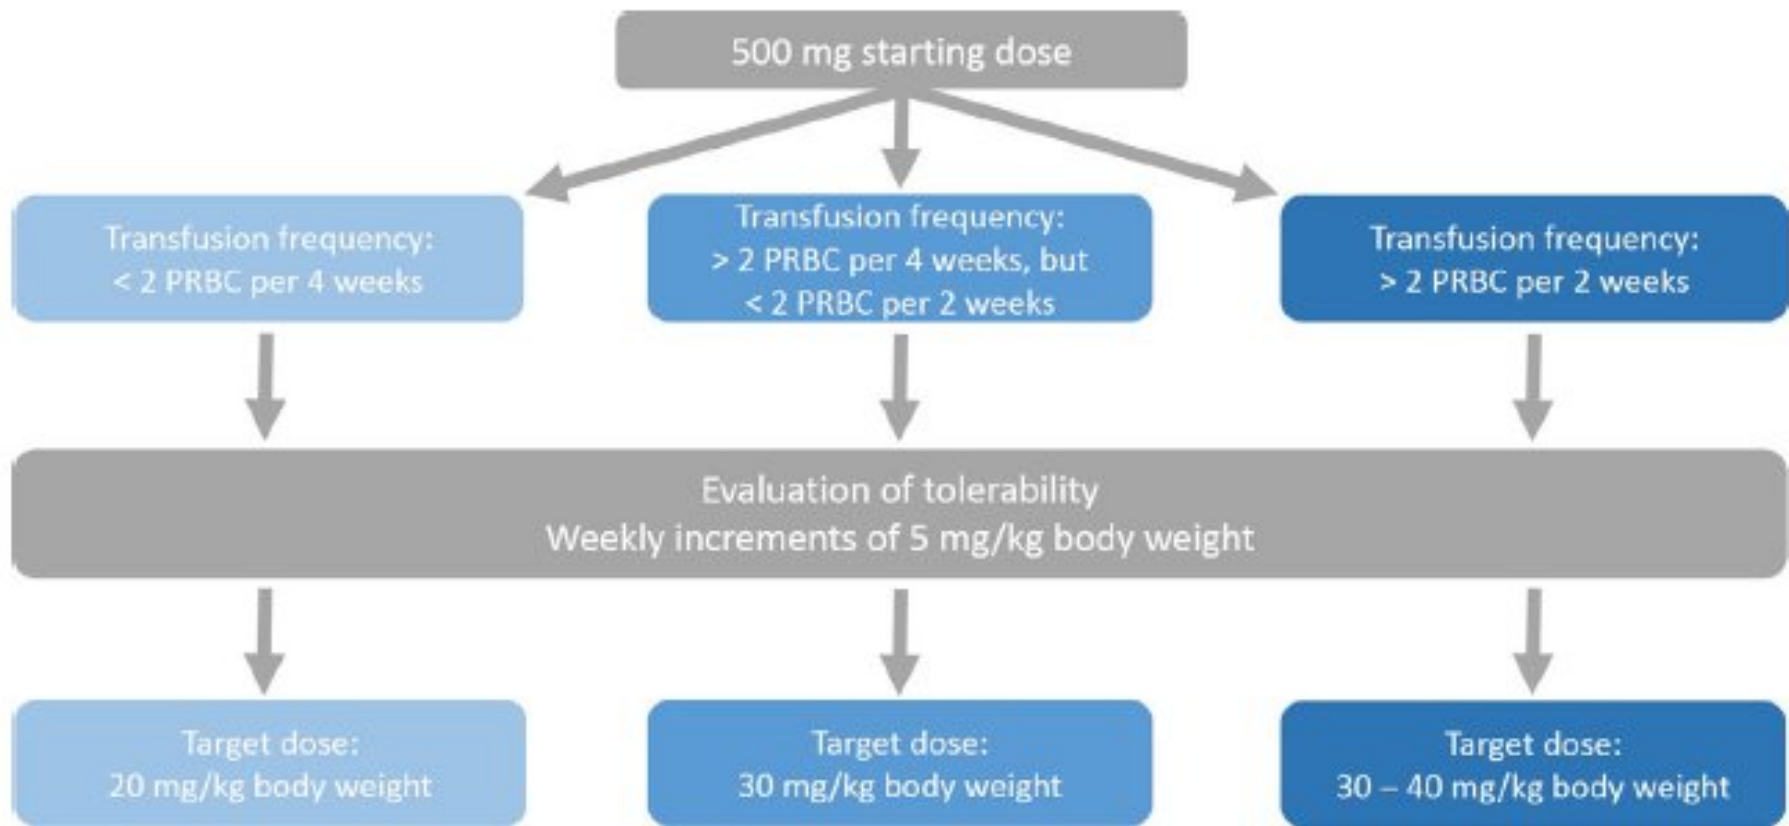 500 mg starting dose
Transfusion frequency:
< 2 PRBC per 4 weeks
Transfusion frequency:
> 2 PRBC per 4 weeks, but
< 2 PRBC per 2 weeks
Transfusion frequency:
> 2 PRBC per 2 weeks
Evaluation of tolerability
Weekly increments of 5 mg/kg body weight
Target dose:
20 mg/kg body weight
Target dose:
30 mg/kg body weight
Target dose:
30 – 40 mg/kg body weight